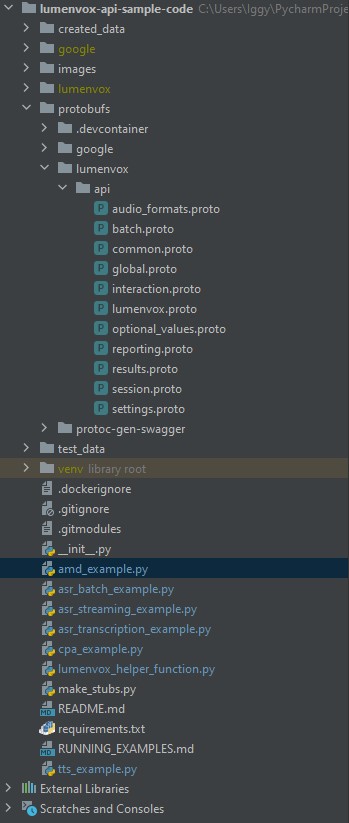 lumenvox-api-sample-code C:\Users\Iggy\PycharmProje
created_data
google
images
lumenvox
protobufs
.devcontainer
google
lumenvox
api
audio_formats.proto
batch.proto
common.proto
global.proto
interaction.proto
lumenvox.proto
optional_values.proto
reporting.proto
results.proto
session.proto
settings.proto
protoc-gen-swagger
test_data
venv library root
.dockerignore
.gitignore
.gitmodules
__init__.py
amd_example.py
asr_batch_example.py
asr_streaming_example.py
asr_transcription_example.py
cpa_example.py
lumenvox_helper_function.py
make_stubs.py
README.md
requirements.txt
RUNNING_EXAMPLES.md
tts_example.py
External Libraries
Scratches and Consoles